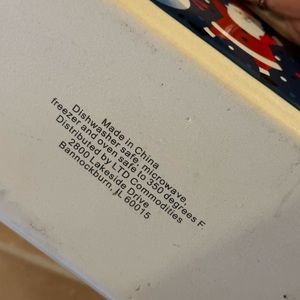 Made in China
Dishwasher safe, microwave,
freezer and oven safe to 350 degrees F.
Distributed by LTD Commodities
2800 Lakeside Drive
Bannockburn, IL 60015